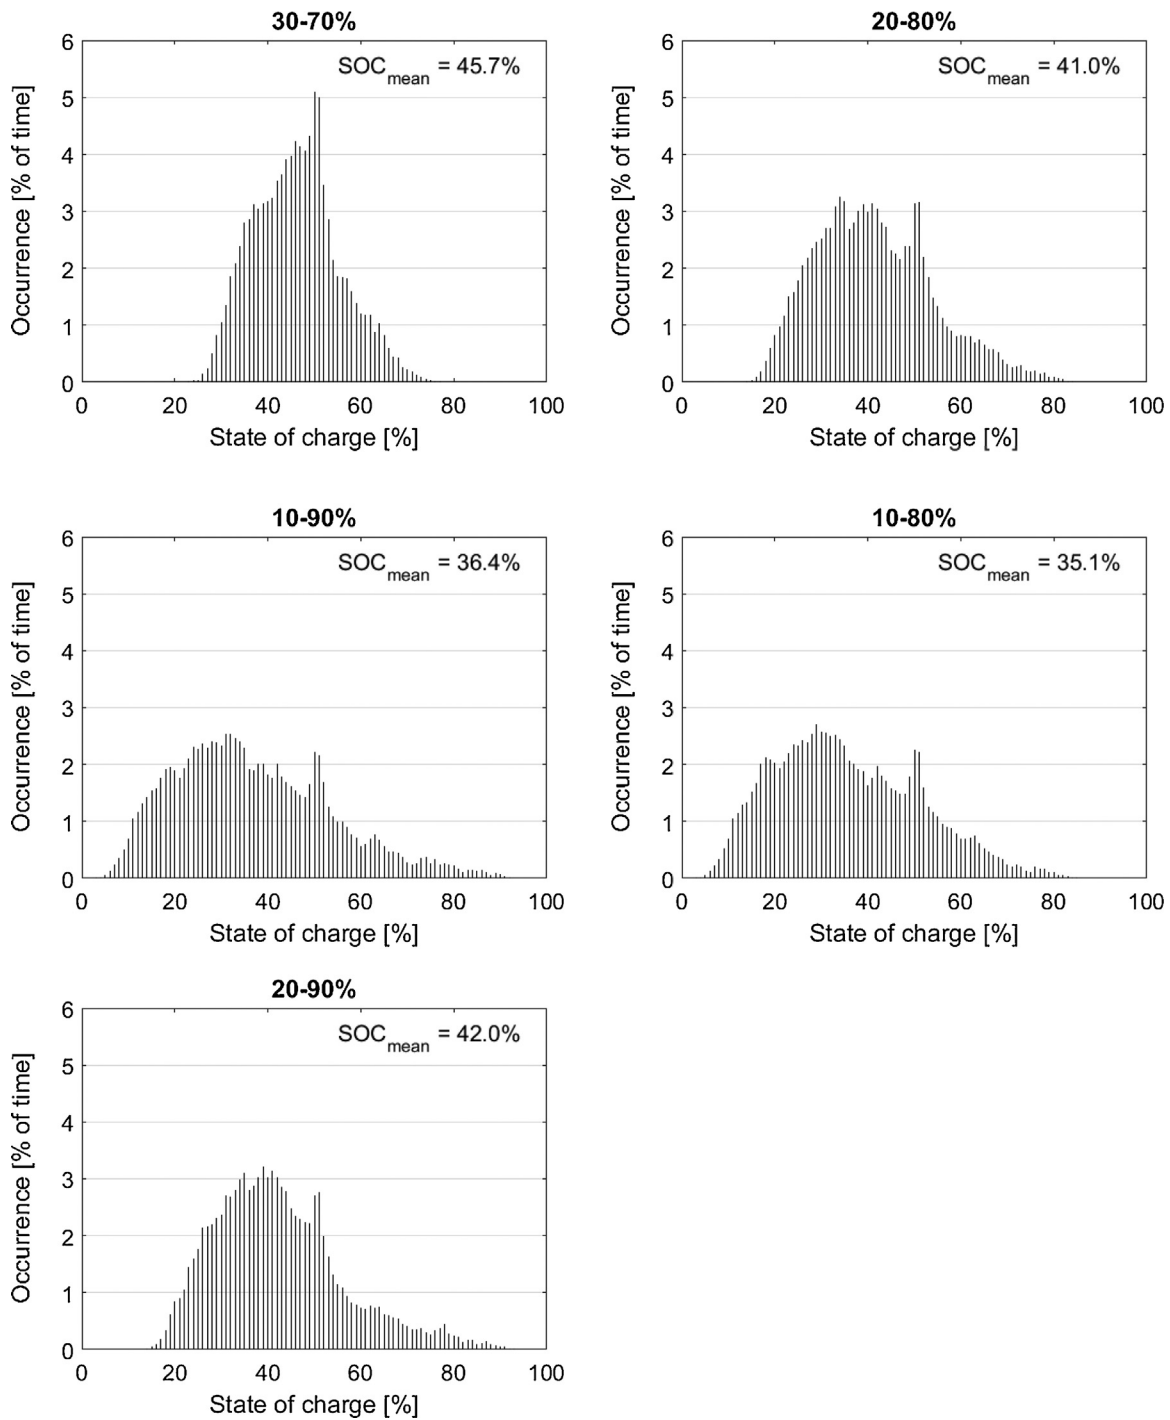 30-70%
SOCmean = 45.7%
6
5
4
3
2
1
0
Occurrence [% of time]
0 20 40 60 80 100
State of charge [%]
20-80%
SOCmean = 41.0%
6
5
4
3
2
1
0
Occurrence [% of time]
0 20 40 60 80 100
State of charge [%]
10-90%
SOCmean = 36.4%
6
5
4
3
2
1
0
Occurrence [% of time]
0 20 40 60 80 100
State of charge [%]
10-80%
SOCmean = 35.1%
6
5
4
3
2
1
0
Occurrence [% of time]
0 20 40 60 80 100
State of charge [%]
20-90%
SOCmean = 42.0%
6
5
4
3
2
1
0
Occurrence [% of time]
0 20 40 60 80 100
State of charge [%]